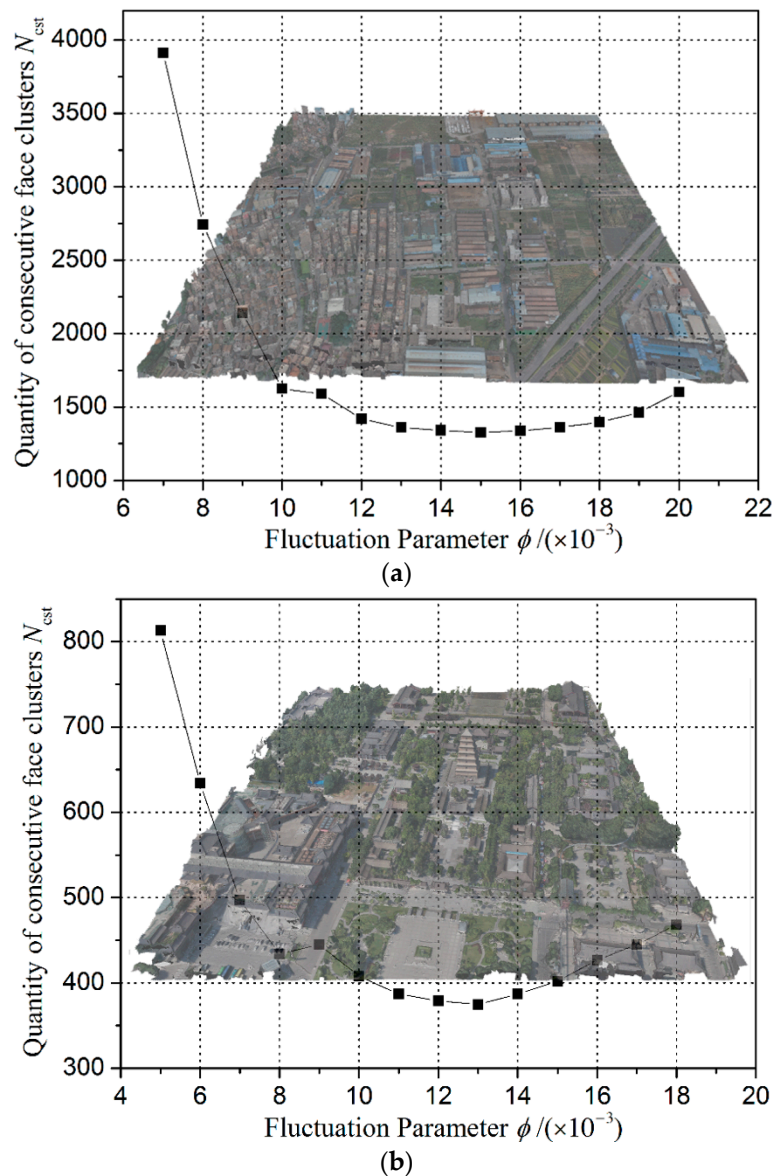 4000
3500
3000
2500
2000
1500
1000
Quantity of consecutive face clusters N_cst
6 8 10 12 14 16 18 20 22
Fluctuation Parameter ϕ /(×10⁻³)
(a)
800
700
600
500
400
300
Quantity of consecutive face clusters N_cst
4 6 8 10 12 14 16 18 20
Fluctuation Parameter ϕ /(×10⁻³)
(b)